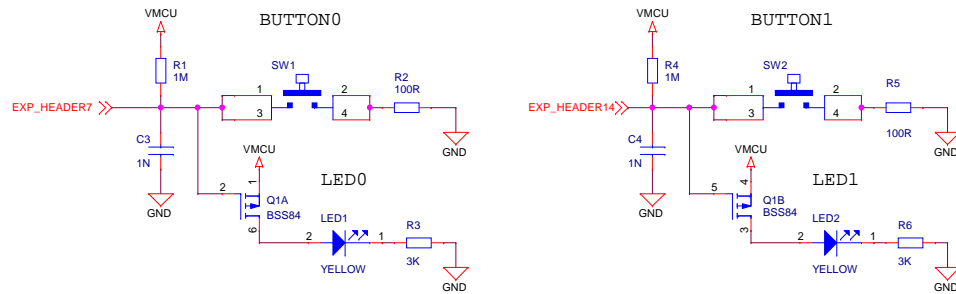 VMCU
BUTTON0
R1
1M
SW1
R2
100R
EXP_HEADER7
1
2
3
4
GND
C3
1N
VMCU
LED0
GND
1
2
Q1A
BSS84
6
LED1
2
1
R3
3K
YELLOW
GND
VMCU
BUTTON1
R4
1M
SW2
R5
100R
EXP_HEADER14
1
2
3
4
GND
C4
1N
VMCU
LED1
GND
4
5
Q1B
BSS84
3
LED2
2
1
R6
3K
YELLOW
GND